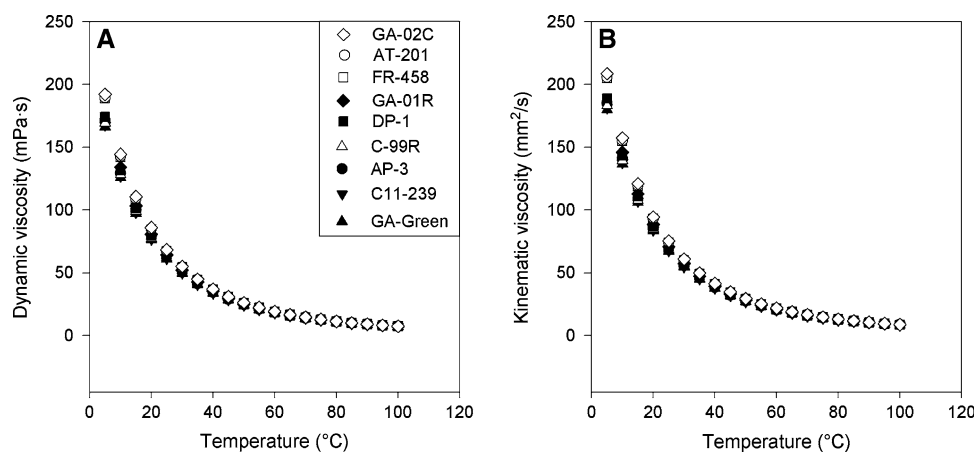 A
GA-02C
AT-201
FR-458
GA-01R
DP-1
C-99R
AP-3
C11-239
GA-Green
Dynamic viscosity (mPa·s)
250
200
150
100
50
0
0 20 40 60 80 100 120
Temperature (°C)
B
Kinematic viscosity (mm²/s)
250
200
150
100
50
0
0 20 40 60 80 100 120
Temperature (°C)